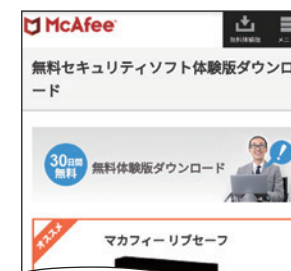 McAfee
無料体験版
メニ
無料セキュリティソフト体験版ダウンロ
ード
30日間
無料
無料体験版ダウンロード
オススメ
マカフィー リブセーフ